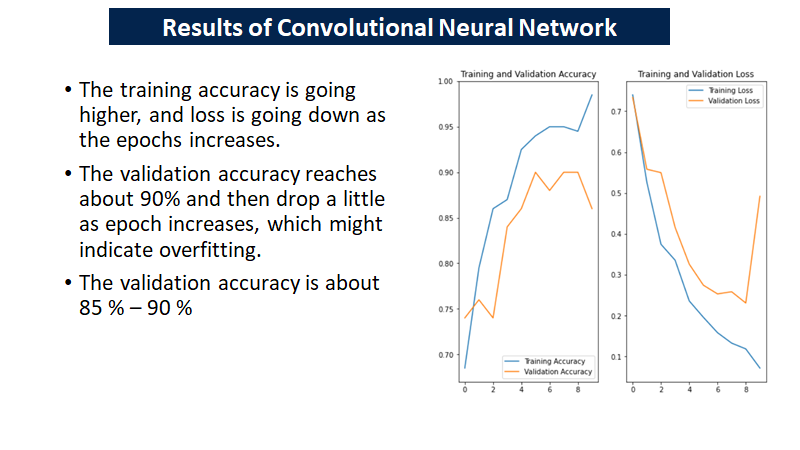 Results of Convolutional Neural Network
• The training accuracy is going
higher, and loss is going down as
the epochs increases.
• The validation accuracy reaches
about 90% and then drop a little
as epoch increases, which might
indicate overfitting.
• The validation accuracy is about
85 % – 90 %
Training and Validation Accuracy
1.00
0.95
0.90
0.85
0.80
0.75
0.70
Training Accuracy
Validation Accuracy
0 2 4 6 8
Training and Validation Loss
Training Loss
Validation Loss
0.7
0.6
0.5
0.4
0.3
0.2
0.1
0 2 4 6 8